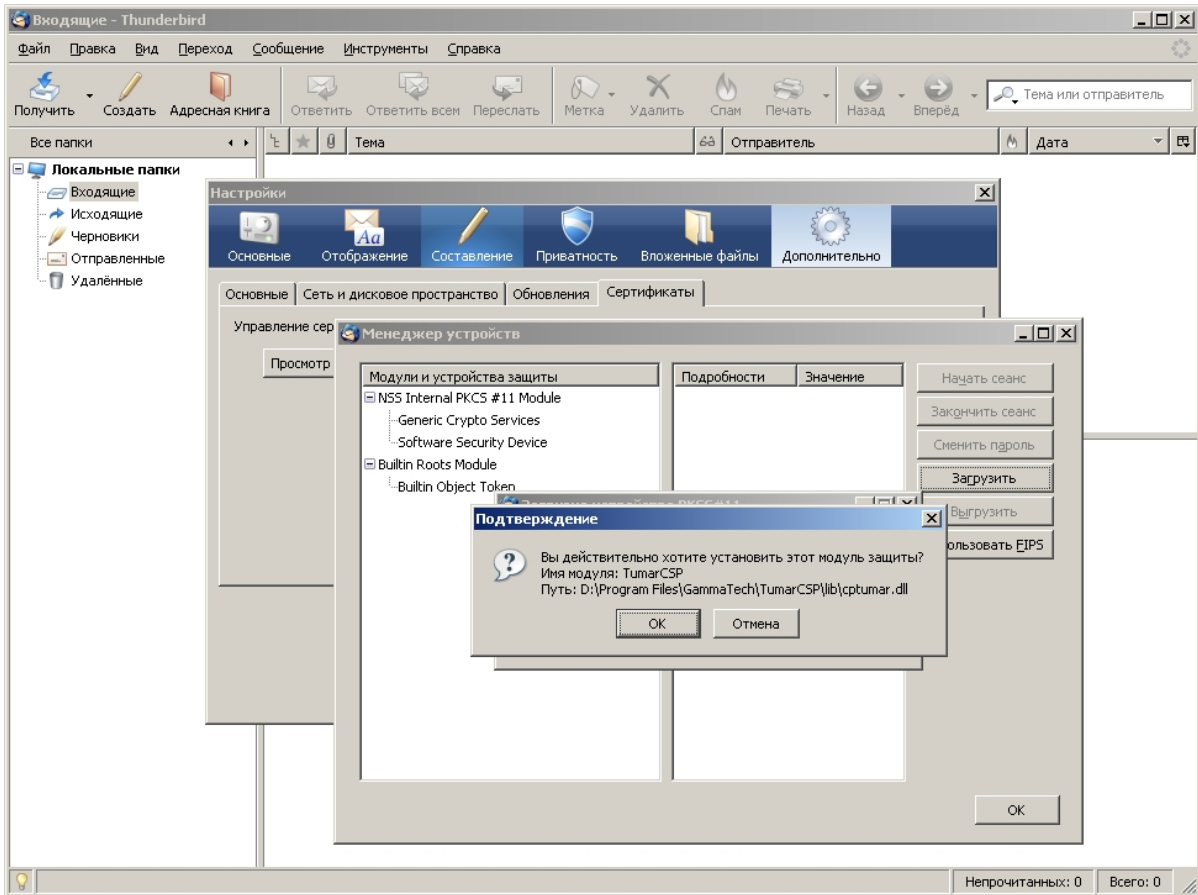 Входящие - Thunderbird
Файл Правка Вид Переход Сообщение Инструменты Справка
Получить Создать Адресная книга Ответить Ответить всем Переслать Метка Удалить Спам Печать Назад Вперёд Тема или отправитель
Все папки Тема Отправитель Дата
Локальные папки
Входящие
Исходящие
Черновики
Отправленные
Удалённые
Настройки
Основные Отображение Составление Приватность Вложенные файлы Дополнительно
Основные Сеть и дисковое пространство Обновления Сертификаты
Управление сер
Просмотр
Менеджер устройств
Модули и устройства защиты Подробности Значение
NSS Internal PKCS #11 Module
Generic Crypto Services
Software Security Device
Builtin Roots Module
Builtin Object Token
Начать сеанс
Закончить сеанс
Сменить пароль
Загрузить
Выгрузить
ользовать FIPS
Подтверждение
Вы действительно хотите установить этот модуль защиты?
Имя модуля: TumarCSP
Путь: D:\Program Files\GammaTech\TumarCSP\lib\cptumar.dll
ОК Отмена
ОК
Непрочитанных: 0 Всего: 0